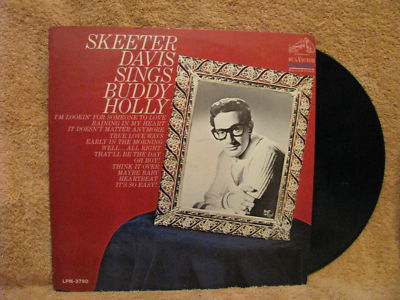 SKEETER
DAVIS
SINGS
BUDDY
HOLLY
RCA VICTOR
I'M LOOKIN' FOR SOMEONE TO LOVE
RAINING IN MY HEART
IT DOESN'T MATTER ANYMORE
TRUE LOVE WAYS
EARLY IN THE MORNING
WELL... ALL RIGHT
THAT'LL BE THE DAY
OH BOY
THINK IT OVER
MAYBE BABY
HEARTBEAT
IT'S SO EASY!
LPM-3790